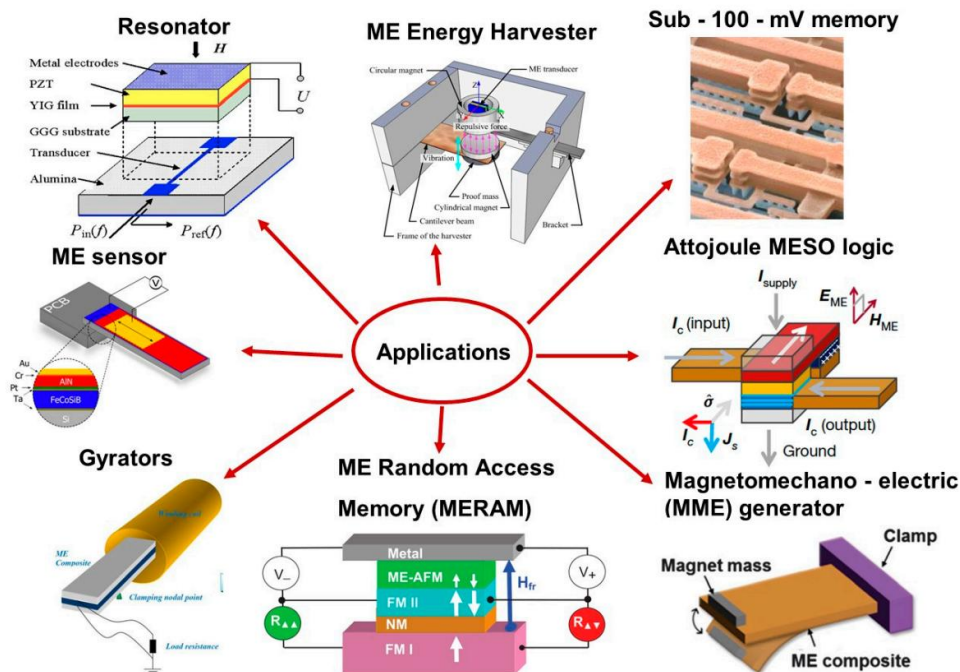 Resonator
H
Metal electrodes
PZT
YIG film
GGG substrate
Transducer
Alumina
U
Pin(f)
Pref(f)
ME Energy Harvester
Circular magnet
ME transducer
Z
X
Repulsive force
Vibration
Proof mass
Cylindrical magnet
Cantilever beam
Bracket
Frame of the harvester
Sub - 100 - mV memory
ME sensor
PCB
V
Au
Cr
Pt
Ta
AlN
FeCoSiB
Si
Applications
Attojoule MESO logic
Isupply
EME
HME
Ic (input)
σ̂
Ic
Js
Ic (output)
Ground
Gyrators
ME
Composite
Clamping nodal point
Load resistance
ME Random Access
Memory (MERAM)
Metal
V–
V+
ME-AFM
Hfr
FM II
R▲▲
NM
R▲▼
FM I
Magnetomechano - electric
(MME) generator
Clamp
Magnet mass
ME composite